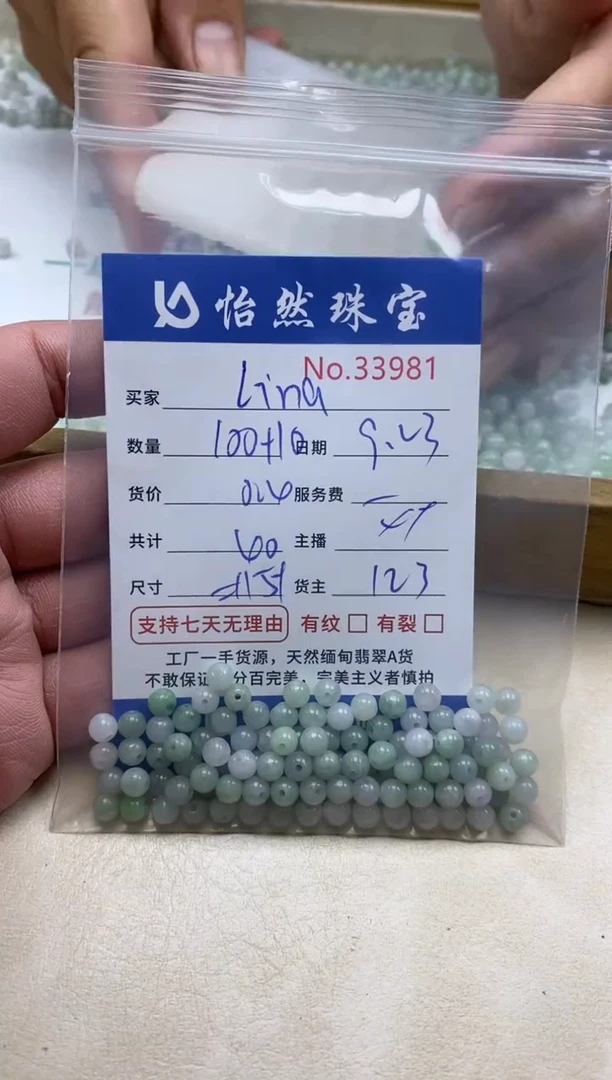 怡然珠宝
No.33981
买家 Lina
数量 100+10 日期 9.23
货价 服务费
共计 60 主播
尺寸 货主 123
支持七天无理由 有纹 □ 有裂 □
工厂一手货源，天然缅甸翡翠A货
不敢保证 分百完美，完美主义者慎拍